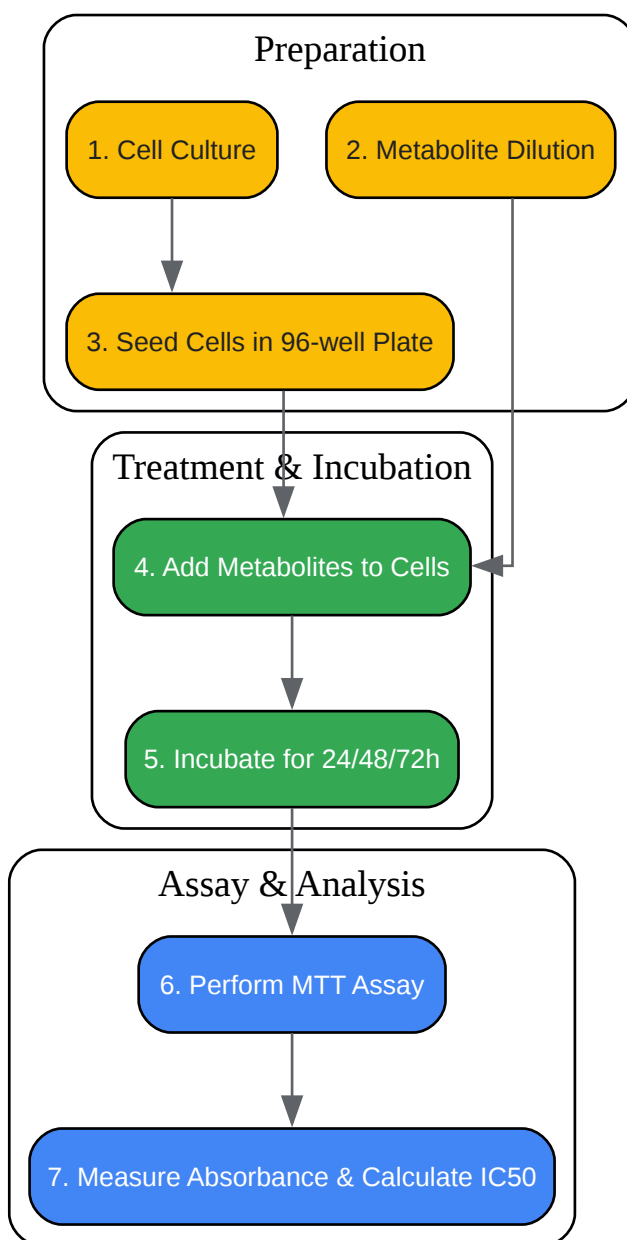 Preparation
1. Cell Culture
2. Metabolite Dilution
3. Seed Cells in 96-well Plate
Treatment & Incubation
4. Add Metabolites to Cells
5. Incubate for 24/48/72h
Assay & Analysis
6. Perform MTT Assay
7. Measure Absorbance & Calculate IC50